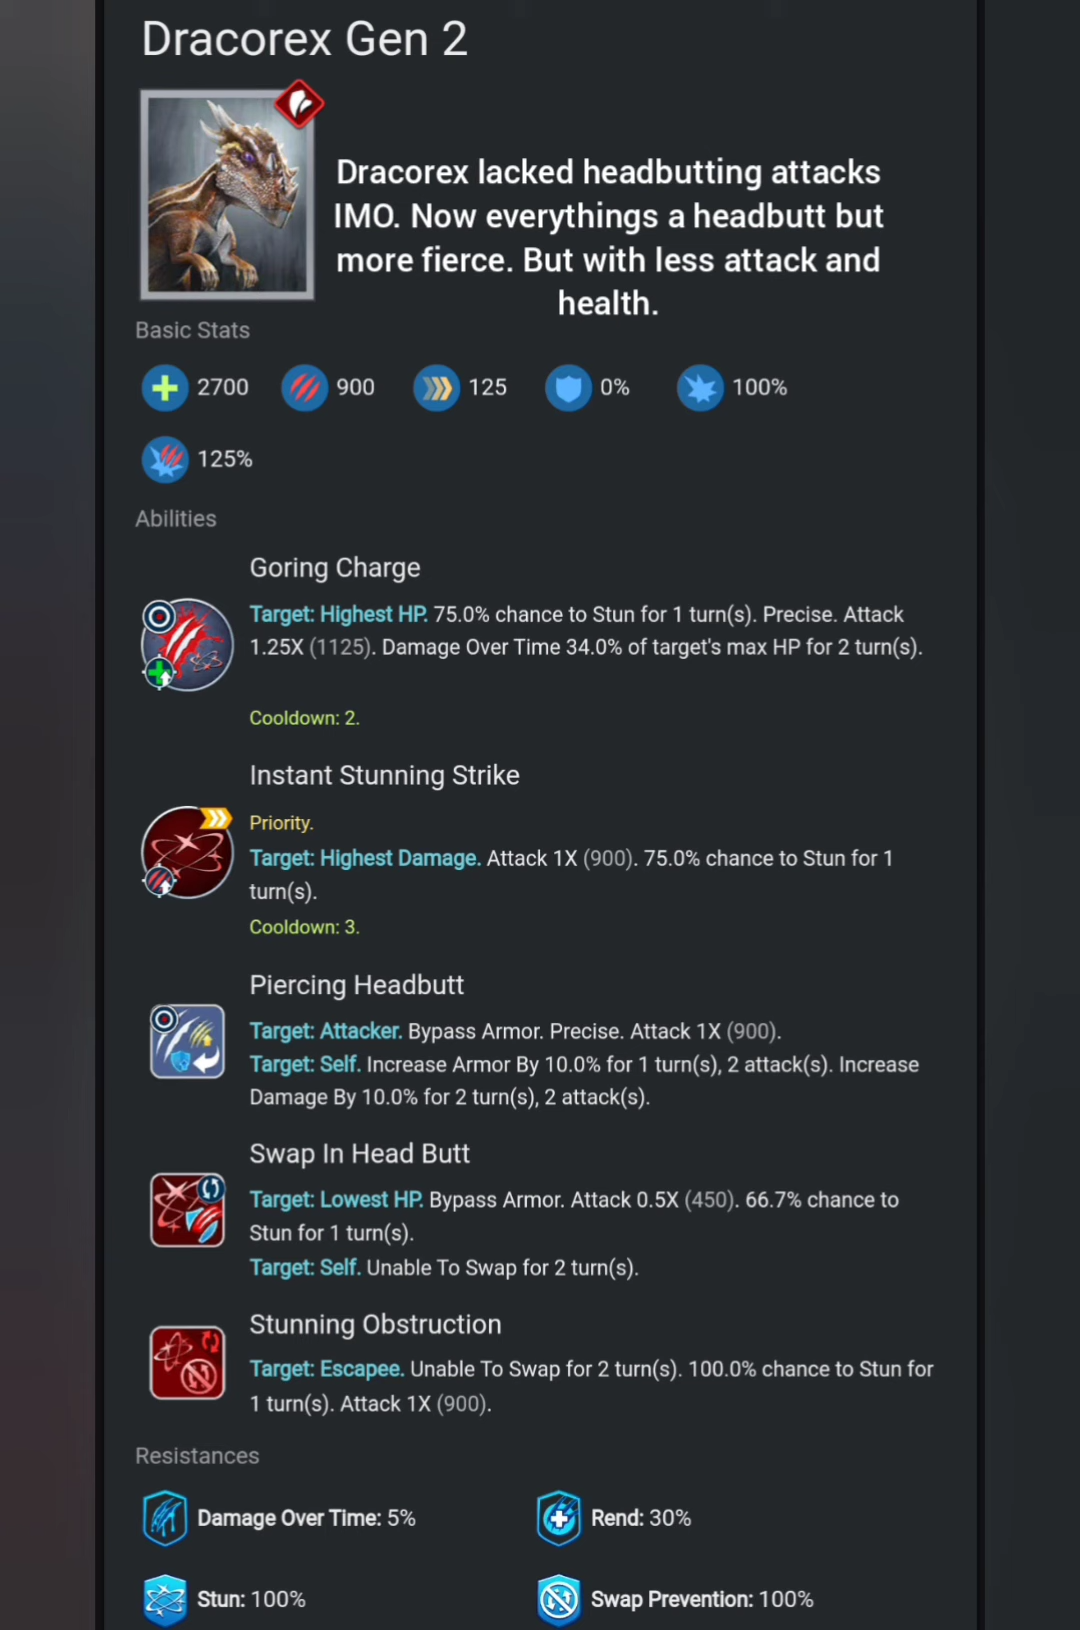 Dracorex Gen 2
Dracorex lacked headbutting attacks
IMO. Now everythings a headbutt but
more fierce. But with less attack and
health.
Basic Stats
2700 900 125 0% 100%
125%
Abilities
Goring Charge
Target: Highest HP. 75.0% chance to Stun for 1 turn(s). Precise. Attack
1.25X (1125). Damage Over Time 34.0% of target's max HP for 2 turn(s).
Cooldown: 2.
Instant Stunning Strike
Priority.
Target: Highest Damage. Attack 1X (900). 75.0% chance to Stun for 1
turn(s).
Cooldown: 3.
Piercing Headbutt
Target: Attacker. Bypass Armor. Precise. Attack 1X (900).
Target: Self. Increase Armor By 10.0% for 1 turn(s), 2 attack(s). Increase
Damage By 10.0% for 2 turn(s), 2 attack(s).
Swap In Head Butt
Target: Lowest HP. Bypass Armor. Attack 0.5X (450). 66.7% chance to
Stun for 1 turn(s).
Target: Self. Unable To Swap for 2 turn(s).
Stunning Obstruction
Target: Escapee. Unable To Swap for 2 turn(s). 100.0% chance to Stun for
1 turn(s). Attack 1X (900).
Resistances
Damage Over Time: 5% Rend: 30%
Stun: 100% Swap Prevention: 100%